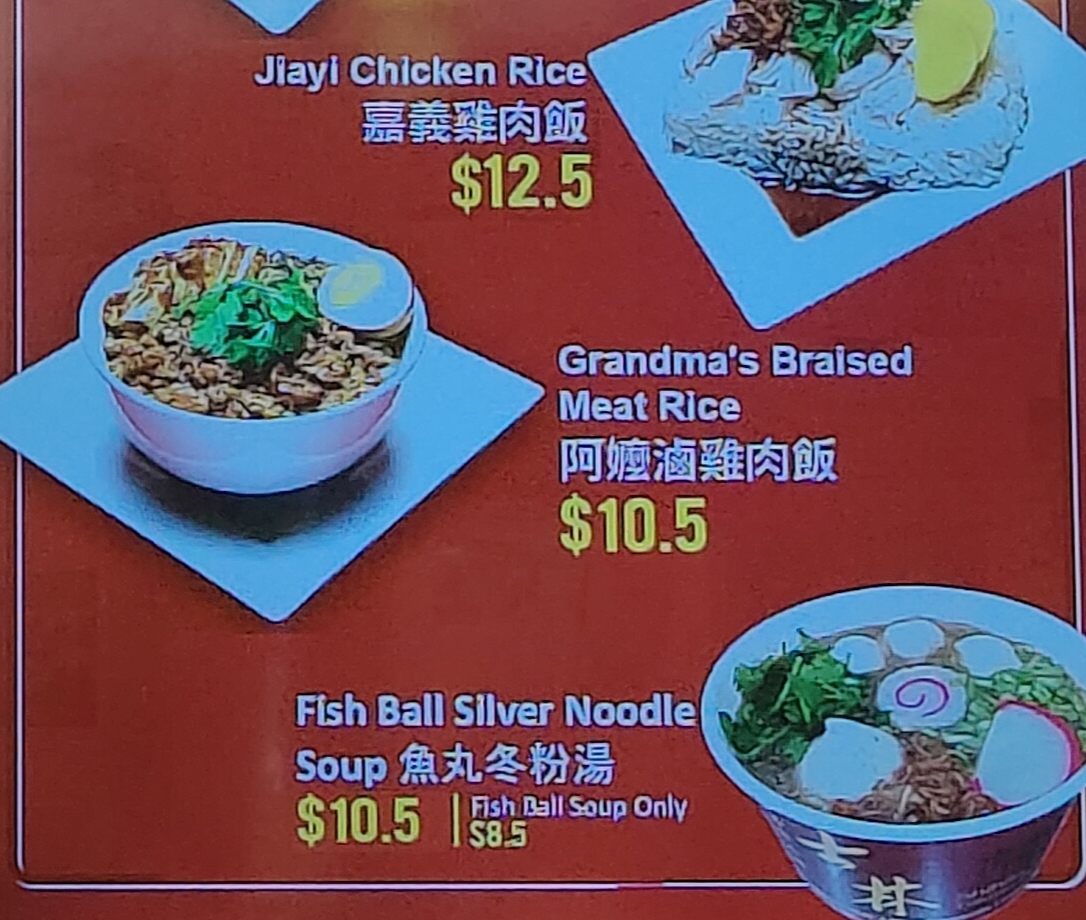 Jiayi Chicken Rice
嘉義雞肉飯
$12.5
Grandma's Braised
Meat Rice
阿嬤滷雞肉飯
$10.5
Fish Ball Silver Noodle
Soup 魚丸冬粉湯
$10.5 | Fish Ball Soup Only
$8.5
丼